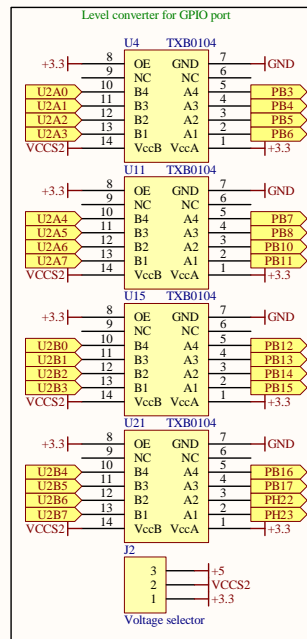 Level converter for GPIO port
U4 TXB0104
+3.3 8 OE GND 7 GND
9 NC NC 6
U2A0 10 B4 A4 5 PB3
U2A1 11 B3 A3 4 PB4
U2A2 12 B2 A2 3 PB5
U2A3 13 B1 A1 2 PB6
VCCS2 14 VccB VccA 1 +3.3
U11 TXB0104
+3.3 8 OE GND 7 GND
9 NC NC 6
U2A4 10 B4 A4 5 PB7
U2A5 11 B3 A3 4 PB8
U2A6 12 B2 A2 3 PB10
U2A7 13 B1 A1 2 PB11
VCCS2 14 VccB VccA 1 +3.3
U15 TXB0104
+3.3 8 OE GND 7 GND
9 NC NC 6
U2B0 10 B4 A4 5 PB12
U2B1 11 B3 A3 4 PB13
U2B2 12 B2 A2 3 PB14
U2B3 13 B1 A1 2 PB15
VCCS2 14 VccB VccA 1 +3.3
U21 TXB0104
+3.3 8 OE GND 7 GND
9 NC NC 6
U2B4 10 B4 A4 5 PB16
U2B5 11 B3 A3 4 PB17
U2B6 12 B2 A2 3 PH22
U2B7 13 B1 A1 2 PH23
VCCS2 14 VccB VccA 1 +3.3
J2
3 +5
2 VCCS2
1 +3.3
Voltage selector